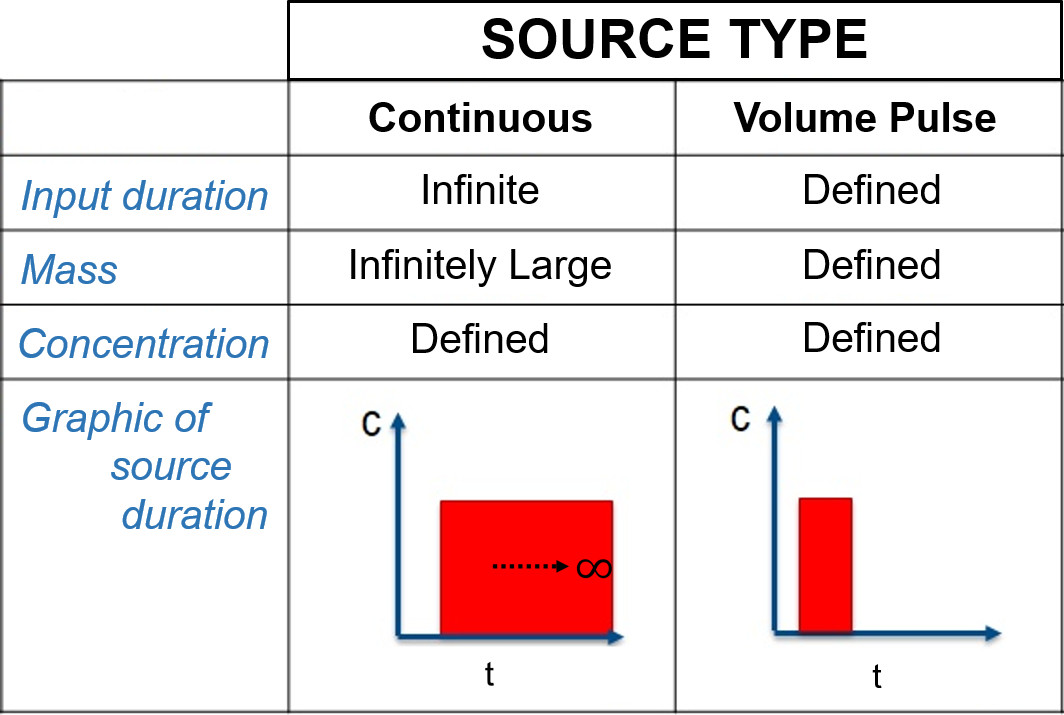 SOURCE TYPE
Continuous Volume Pulse
Input duration Infinite Defined
Mass Infinitely Large Defined
Concentration Defined Defined
Graphic of
source
duration
C
∞
t
C
t